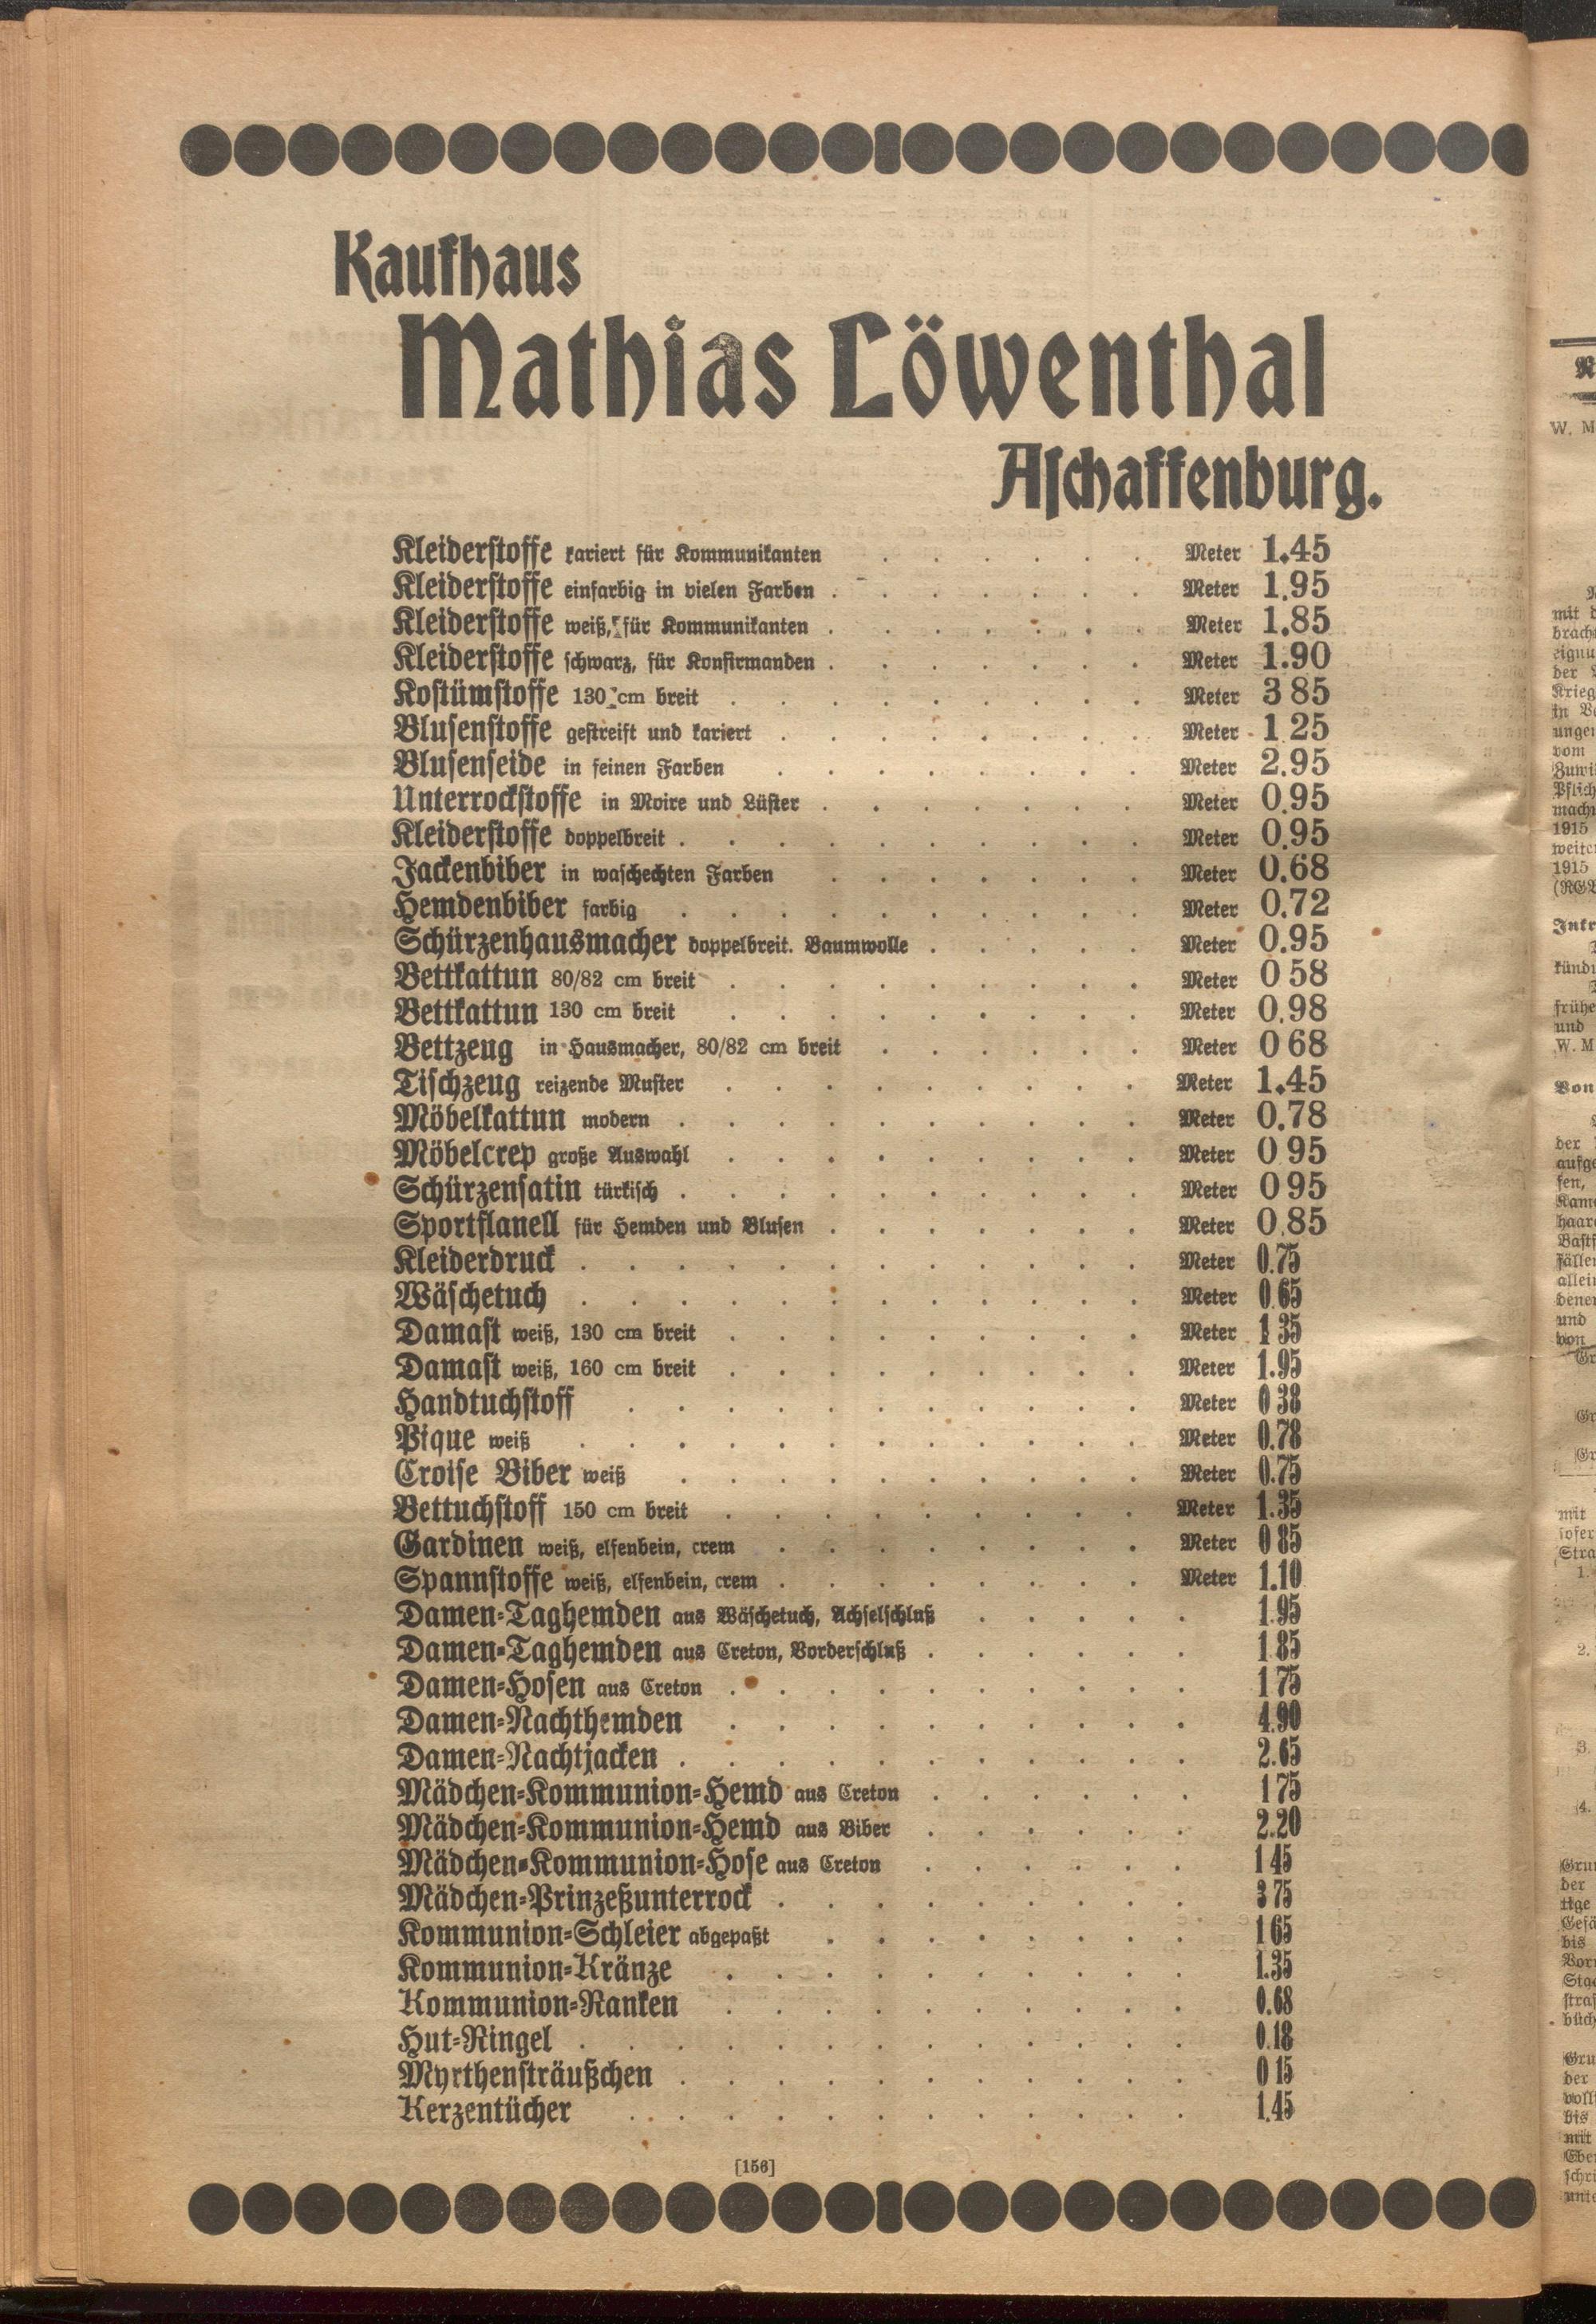 Kaufhaus
Mathias Löwenthal
Aschaffenburg.
Kleiderstoffe kariert für Kommunikanten . . . . . . Meter 1.45
Kleiderstoffe einfarbig in vielen Farben . . . . . . . Meter 1.95
Kleiderstoffe weiß, für Kommunikanten . . . . . . . Meter 1.85
Kleiderstoffe schwarz, für Konfirmanden . . . . . . . Meter 1.90
Kostümstoffe 130 cm breit . . . . . . . . . Meter 3 85
Blusenstoffe gestreift und kariert . . . . . . . . Meter 1 25
Blusenseide in feinen Farben . . . . . . . . Meter 2.95
Unterrockstoffe in Moire und Lüster . . . . . . . Meter 0.95
Kleiderstoffe doppelbreit . . . . . . . . . . Meter 0.95
Jackenbiber in waschechten Farben . . . . . . . Meter 0.68
Hemdenbiber farbig . . . . . . . . . . Meter 0.72
Schürzenhausmacher doppelbreit. Baumwolle . . . . . Meter 0.95
Bettkattun 80/82 cm breit . . . . . . . . . Meter 0 58
Bettkattun 130 cm breit . . . . . . . . . Meter 0.98
Bettzeug in Hausmacher, 80/82 cm breit . . . . . . Meter 0 68
Tischzeug reizende Muster . . . . . . . . . Meter 1.45
Möbelkattun modern . . . . . . . . . . Meter 0.78
Möbelcrep große Auswahl . . . . . . . . . Meter 0 95
Schürzensatin türkisch . . . . . . . . . . Meter 0 95
Sportflanell für Hemden und Blusen . . . . . . . Meter 0.85
Kleiderdruck . . . . . . . . . . . . Meter 0.75
Wäschetuch . . . . . . . . . . . . Meter 0 65
Damast weiß, 130 cm breit . . . . . . . . . Meter 1 35
Damast weiß, 160 cm breit . . . . . . . . . Meter 1.95
Handtuchstoff . . . . . . . . . . . Meter 0 38
Pique weiß . . . . . . . . . . . . Meter 0.78
Croise Biber weiß . . . . . . . . . . Meter 0.75
Bettuchstoff 150 cm breit . . . . . . . . . Meter 1.35
Gardinen weiß, elfenbein, crem . . . . . . . . Meter 0 85
Spannstoffe weiß, elfenbein, crem . . . . . . . . Meter 1.10
Damen-Taghemden aus Wäschetuch, Achselschluß . . . . . 1.95
Damen-Taghemden aus Creton, Vorderschluß . . . . . . 1 85
Damen-Hosen aus Creton . . . . . . . . . . 1 75
Damen-Nachthemden . . . . . . . . . . 4.90
Damen-Nachtjacken . . . . . . . . . . . 2.65
Mädchen-Kommunion-Hemd aus Creton . . . . . . 1 75
Mädchen-Kommunion-Hemd aus Biber . . . . . . 2.20
Mädchen-Kommunion-Hose aus Creton . . . . . . 1 45
Mädchen-Prinzeßunterrock . . . . . . . . . 3 75
Kommunion-Schleier abgepaßt . . . . . . . . 1 65
Kommunion-Kränze . . . . . . . . . . 1.35
Kommunion-Ranken . . . . . . . . . . 0.68
Hut-Ringel . . . . . . . . . . . . . 0.18
Myrthensträußchen . . . . . . . . . . . 0 15
Kerzentücher . . . . . . . . . . . . 1.45
[156]